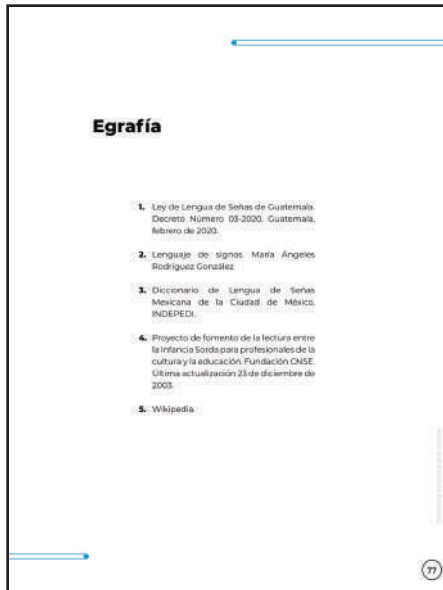 Egrafía
1. Ley de Lengua de Señas de Guatemala.
Decreto Número 03-2020. Guatemala,
febrero de 2020.
2. Lenguaje de signos. María Ángeles
Rodríguez González
3. Diccionario de Lengua de Señas
Mexicana de la Ciudad de México.
INDEPEDI.
4. Proyecto de fomento de la lectura entre
la Infancia Sorda para profesionales de la
cultura y la educación. Fundación CNSE.
Última actualización 23 de diciembre de
2003.
5. Wikipedia.
77